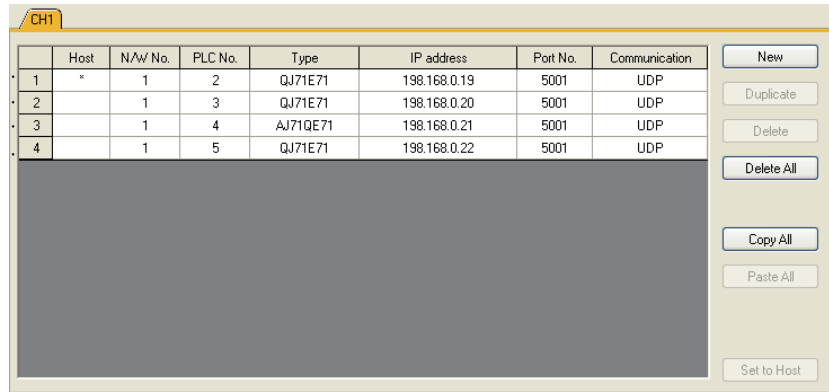 CH1
Host N/W No. PLC No. Type IP address Port No. Communication
1 * 1 2 QJ71E71 198.168.0.19 5001 UDP
2 1 3 QJ71E71 198.168.0.20 5001 UDP
3 1 4 AJ71QE71 198.168.0.21 5001 UDP
4 1 5 QJ71E71 198.168.0.22 5001 UDP
New
Duplicate
Delete
Delete All
Copy All
Paste All
Set to Host